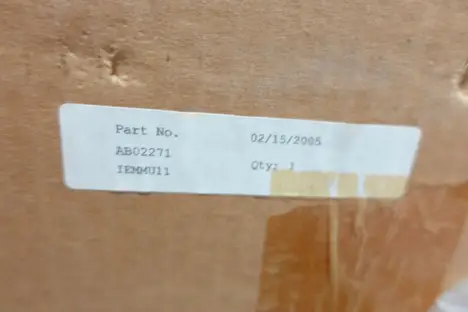 Part No. 02/15/2005
AB02271
IEMMU11 Qty: 1